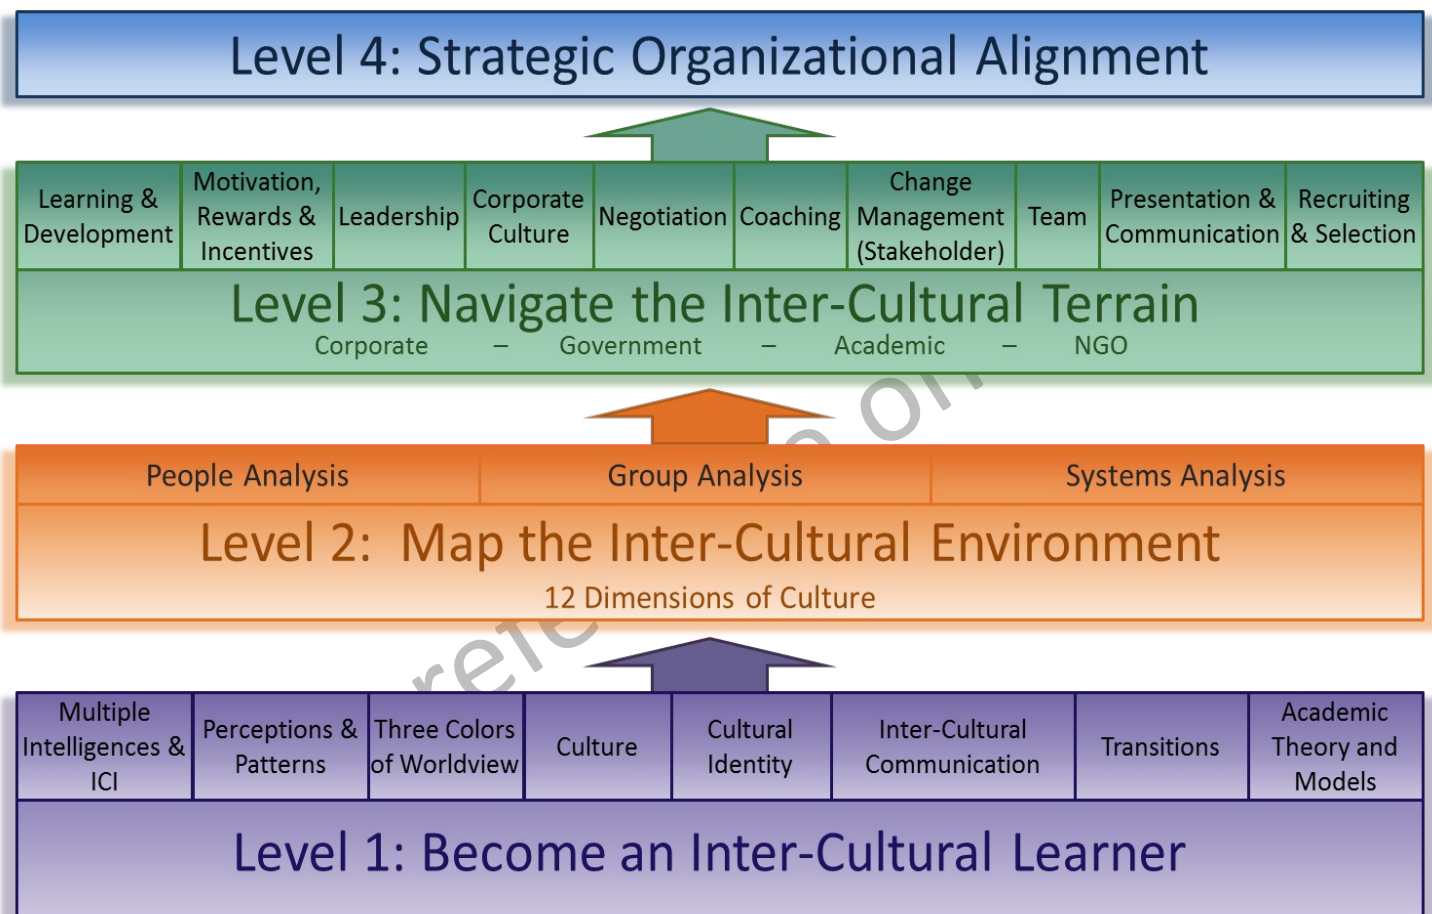 Level 4: Strategic Organizational Alignment
Learning &
Development
Motivation,
Rewards &
Incentives
Leadership
Corporate
Culture
Negotiation
Coaching
Change
Management
(Stakeholder)
Team
Presentation &
Communication
Recruiting
& Selection
Level 3: Navigate the Inter-Cultural Terrain
Corporate – Government – Academic – NGO
People Analysis
Group Analysis
Systems Analysis
Level 2: Map the Inter-Cultural Environment
12 Dimensions of Culture
Multiple
Intelligences &
ICI
Perceptions &
Patterns
Three Colors
of Worldview
Culture
Cultural
Identity
Inter-Cultural
Communication
Transitions
Academic
Theory and
Models
Level 1: Become an Inter-Cultural Learner